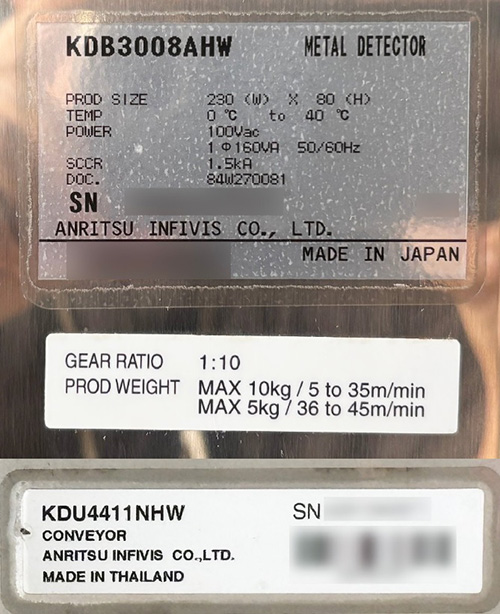 KDB3008AHW METAL DETECTOR
PROD SIZE 230 (W) X 80 (H)
TEMP 0 ℃ to 40 ℃
POWER 100Vac
1 Φ 160VA 50/60Hz
SCCR 1.5kA
DOC. 84W270081
SN
ANRITSU INFIVIS CO., LTD.
MADE IN JAPAN
GEAR RATIO 1:10
PROD WEIGHT MAX 10kg / 5 to 35m/min
MAX 5kg / 36 to 45m/min
KDU4411NHW SN
CONVEYOR
ANRITSU INFIVIS CO.,LTD.
MADE IN THAILAND